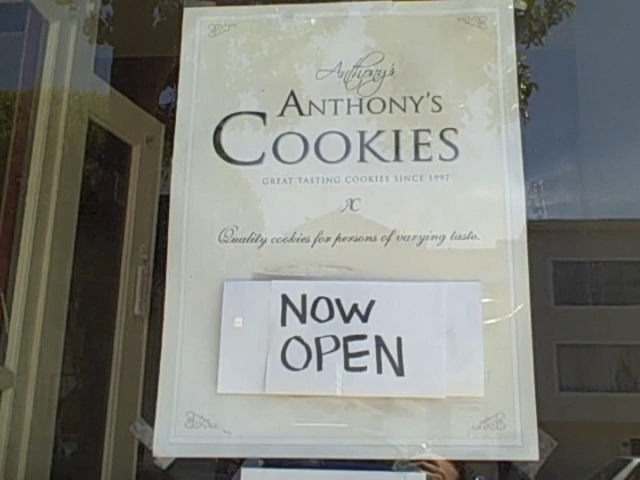 Anthony's
ANTHONY'S
COOKIES
GREAT TASTING COOKIES SINCE 1997
AC
Quality cookies for persons of varying taste.
NOW
OPEN